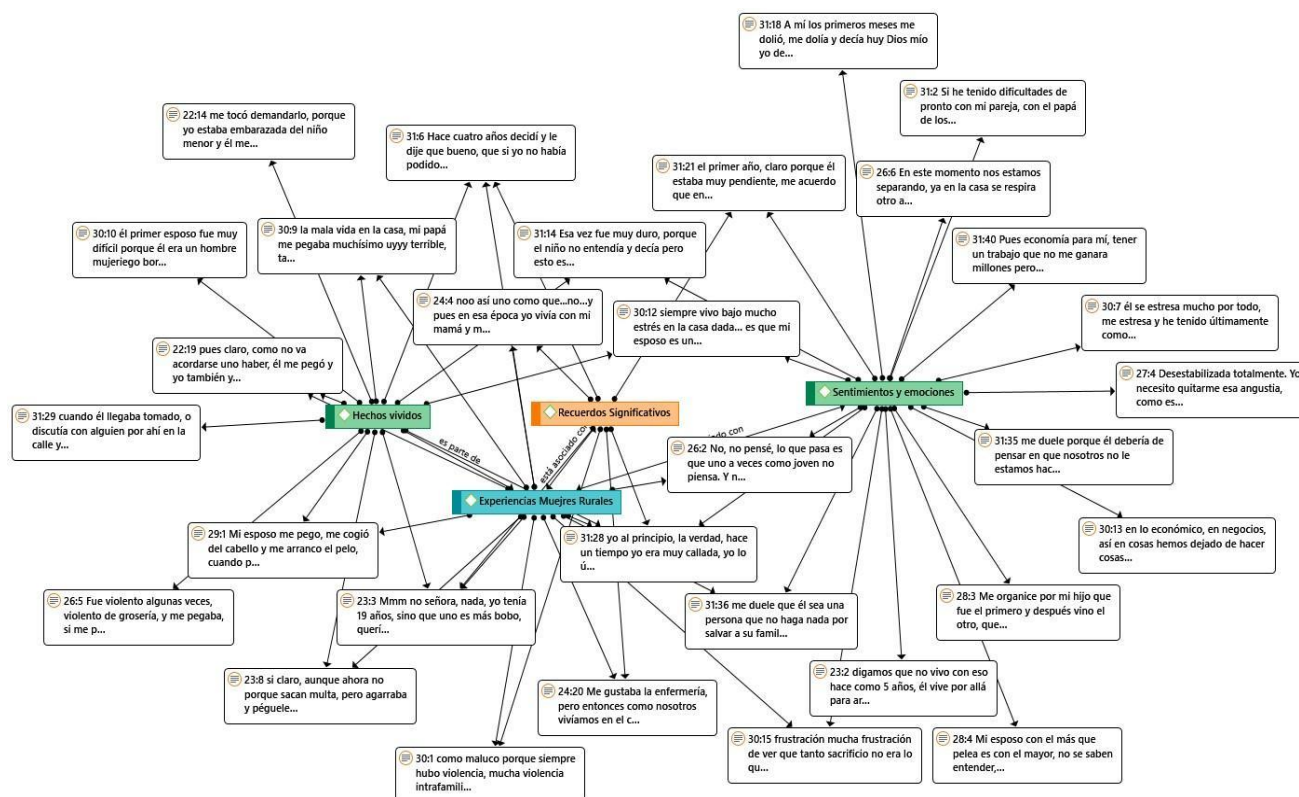 31:18 A mí los primeros meses me
dolió, me dolía y decía huy Dios mío
yo de...
31:2 Si he tenido dificultades de
pronto con mi pareja, con el papá
de los...
22:14 me tocó demandarlo, porque
yo estaba embarazada del niño
menor y él me...
31:6 Hace cuatro años decidí y le
dije que bueno, que si yo no había
podido...
31:21 el primer año, claro porque él
estaba muy pendiente, me acuerdo
que en...
26:6 En este momento nos estamos
separando, ya en la casa se respira
otro a...
30:10 él primer esposo fue muy
difícil porque él era un hombre
mujeriego bor...
30:9 la mala vida en la casa, mi papá
me pegaba muchísimo uyyy terrible,
ta...
31:14 Esa vez fue muy duro, porque
el niño no entendía y decía pero
esto es...
31:40 Pues economía para mí, tener
un trabajo que no me ganara
millones pero...
24:4 noo así uno como que...no...y
pues en esa época yo vivía con mi
mamá y m...
30:12 siempre vivo bajo mucho
estrés en la casa dada... es que mi
esposo es un...
30:7 él se estresa mucho por todo,
me estresa y he tenido últimamente
como...
22:19 pues claro, como no va
acordarse uno haber, él me pegó y
yo también y...
27:4 Desestabilizada totalmente. Yo
necesito quitarme esa angustia,
como es...
31:29 cuando él llegaba tomado, o
discutía con alguien por ahí en la
calle y...
Hechos vividos
Recuerdos Significativos
Sentimientos y emociones
es parte de
está asociado co
ado con
26:2 No, no pensé, lo que pasa es
que uno a veces como joven no
piensa. Y n...
31:35 me duele porque él debería de
pensar en que nosotros no le
estamos hac...
Experiencias Muejres Rurales
29:1 Mi esposo me pego, me cogió
del cabello y me arranco el pelo,
cuando p...
31:28 yo al principio, la verdad, hace
un tiempo yo era muy callada, yo lo
ú...
30:13 en lo económico, en negocios,
así en cosas hemos dejado de hacer
cosas...
26:5 Fue violento algunas veces,
violento de grosería, y me pegaba,
si me p...
23:3 Mmm no señora, nada, yo tenía
19 años, sino que uno es más bobo,
querí...
31:36 me duele que él sea una
persona que no haga nada por
salvar a su famil...
28:3 Me organice por mi hijo que
fue el primero y después vino el
otro, que...
23:8 si claro, aunque ahora no
porque sacan multa, pero agarraba
y péguele...
24:20 Me gustaba la enfermería,
pero entonces como nosotros
vivíamos en el c...
23:2 digamos que no vivo con eso
hace como 5 años, él vive por allá
para ar...
30:1 como maluco porque siempre
hubo violencia, mucha violencia
intrafamili...
30:15 frustración mucha frustración
de ver que tanto sacrificio no era lo
qu...
28:4 Mi esposo con el más que
pelea es con el mayor, no se saben
entender,...